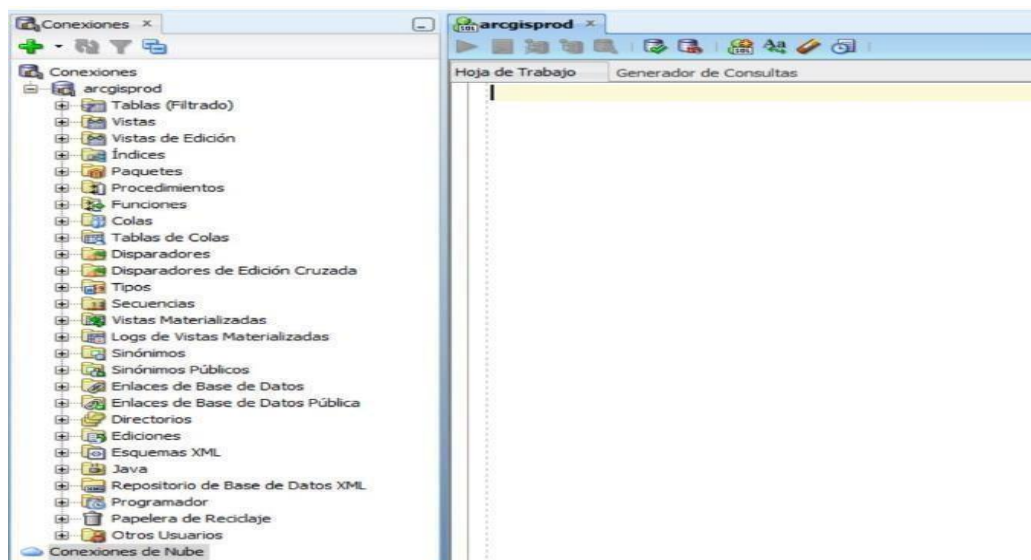 Conexiones
Conexiones
arcgisprod
Tablas (Filtrado)
Vistas
Vistas de Edición
Índices
Paquetes
Procedimientos
Funciones
Colas
Tablas de Colas
Disparadores
Disparadores de Edición Cruzada
Tipos
Secuencias
Vistas Materializadas
Logs de Vistas Materializadas
Sinónimos
Sinónimos Públicos
Enlaces de Base de Datos
Enlaces de Base de Datos Pública
Directorios
Ediciones
Esquemas XML
Java
Repositorio de Base de Datos XML
Programador
Papelera de Reciclaje
Otros Usuarios
Conexiones de Nube
arcgisprod
Hoja de Trabajo
Generador de Consultas